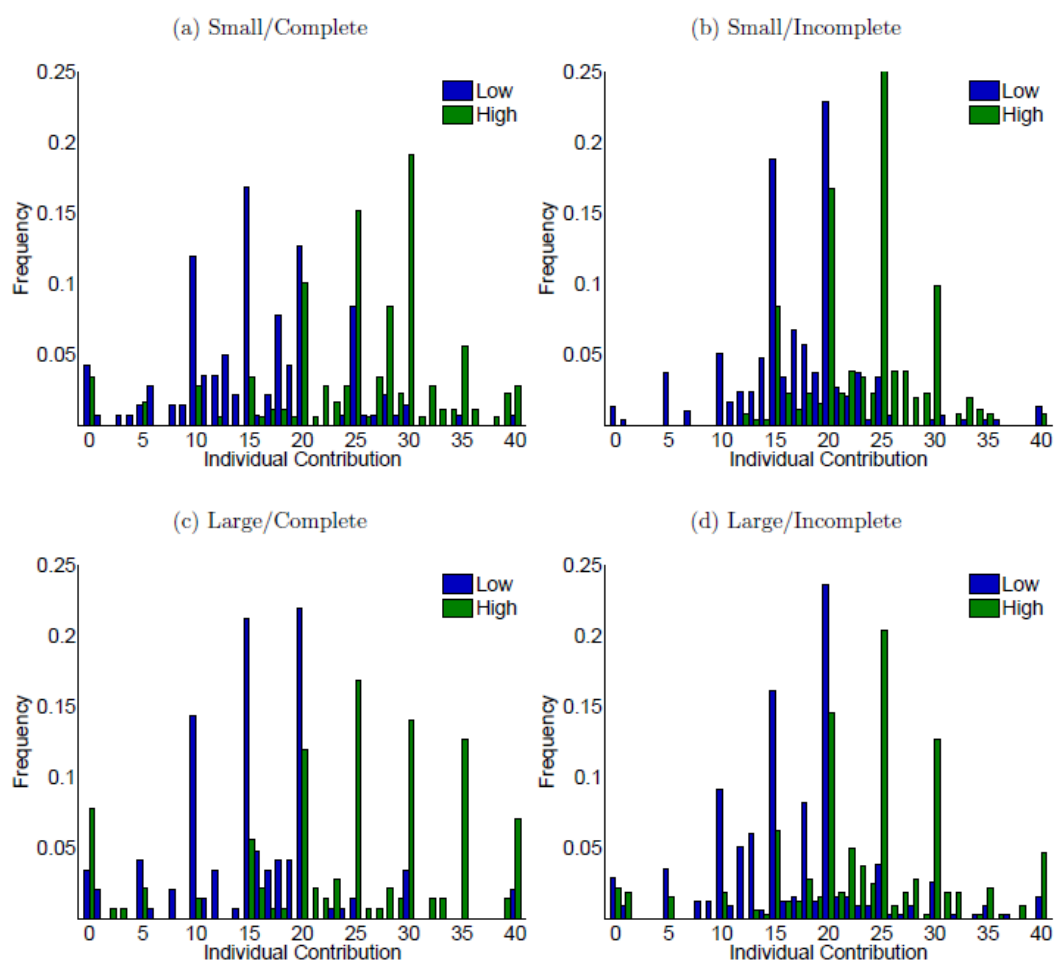 (a) Small/Complete
(b) Small/Incomplete
0.25
0.2
0.15
0.1
0.05
Frequency
Low
High
0 5 10 15 20 25 30 35 40
Individual Contribution
0.25
0.2
0.15
0.1
0.05
Frequency
Low
High
0 5 10 15 20 25 30 35 40
Individual Contribution
(c) Large/Complete
(d) Large/Incomplete
0.25
0.2
0.15
0.1
0.05
Frequency
Low
High
0 5 10 15 20 25 30 35 40
Individual Contribution
0.25
0.2
0.15
0.1
0.05
Frequency
Low
High
0 5 10 15 20 25 30 35 40
Individual Contribution